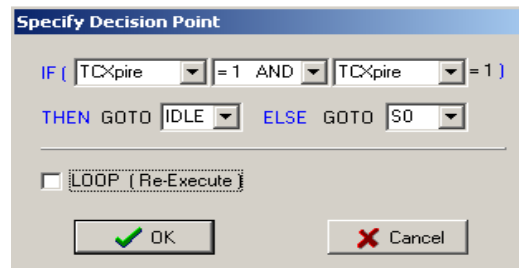 Specify Decision Point
IF ( TCXpire = 1 AND TCXpire = 1 )
THEN GOTO IDLE ELSE GOTO S0
LOOP ( Re-Execute )
OK Cancel